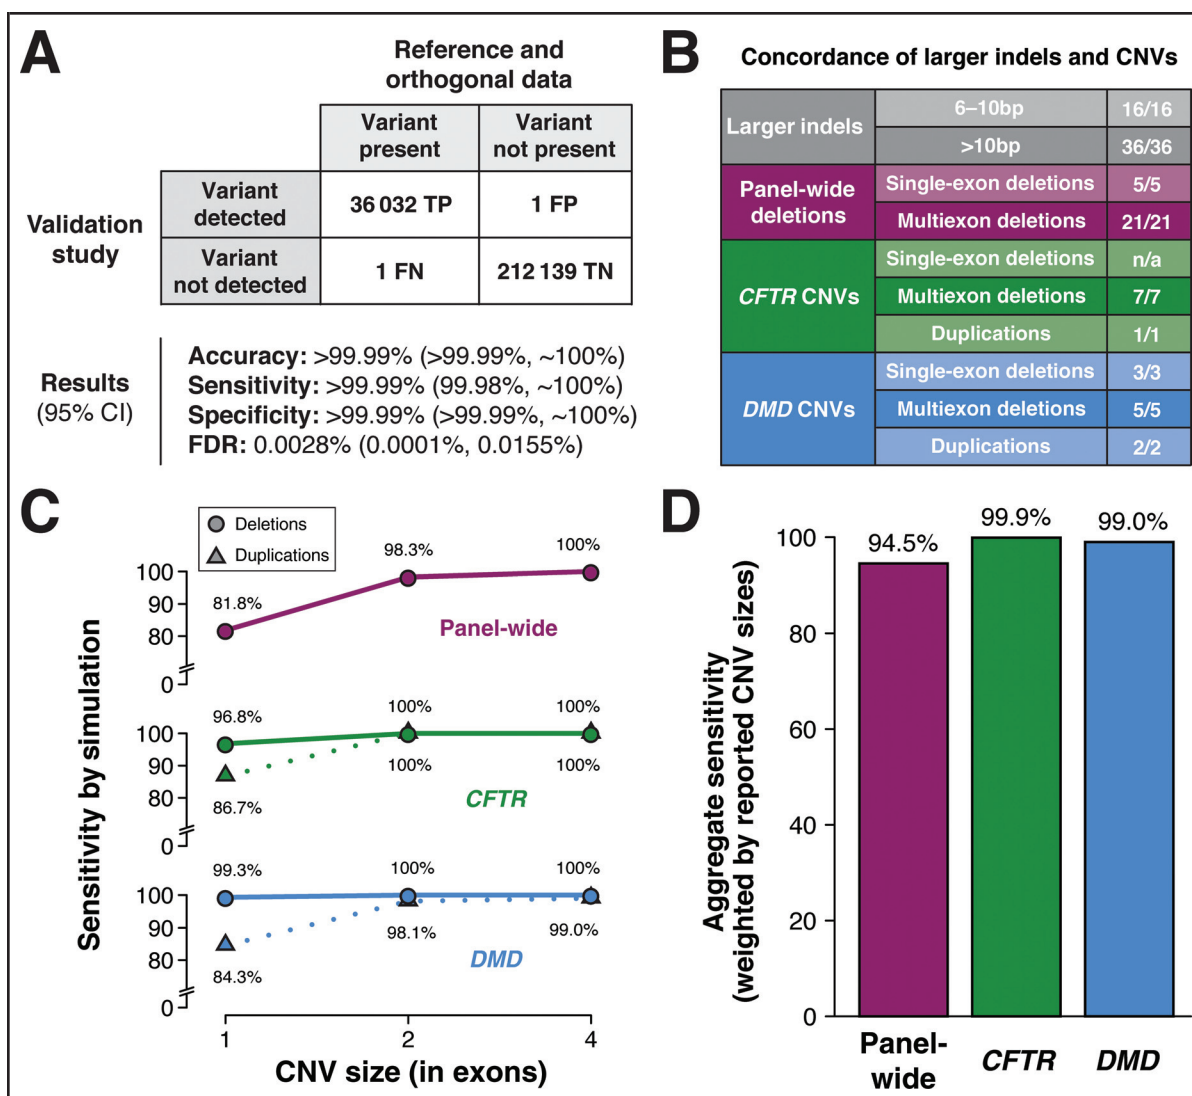 A
Reference and
orthogonal data
Variant
present
Variant
not present
Validation
study
Variant
detected
36 032 TP
1 FP
Variant
not detected
1 FN
212 139 TN
Results
(95% CI)
Accuracy: >99.99% (>99.99%, ~100%)
Sensitivity: >99.99% (99.98%, ~100%)
Specificity: >99.99% (>99.99%, ~100%)
FDR: 0.0028% (0.0001%, 0.0155%)
B
Concordance of larger indels and CNVs
Larger indels
6–10bp
16/16
>10bp
36/36
Panel-wide
deletions
Single-exon deletions
5/5
Multiexon deletions
21/21
CFTR CNVs
Single-exon deletions
n/a
Multiexon deletions
7/7
Duplications
1/1
DMD CNVs
Single-exon deletions
3/3
Multiexon deletions
5/5
Duplications
2/2
C
Deletions
Duplications
Sensitivity by simulation
100
90
80
0
81.8%
98.3%
100%
Panel-wide
100
90
80
0
96.8%
100%
100%
86.7%
100%
100%
CFTR
100
90
80
0
99.3%
100%
100%
84.3%
98.1%
99.0%
DMD
1
2
4
CNV size (in exons)
D
Aggregate sensitivity
(weighted by reported CNV sizes)
100
80
60
40
20
0
94.5%
99.9%
99.0%
Panel-
wide
CFTR
DMD